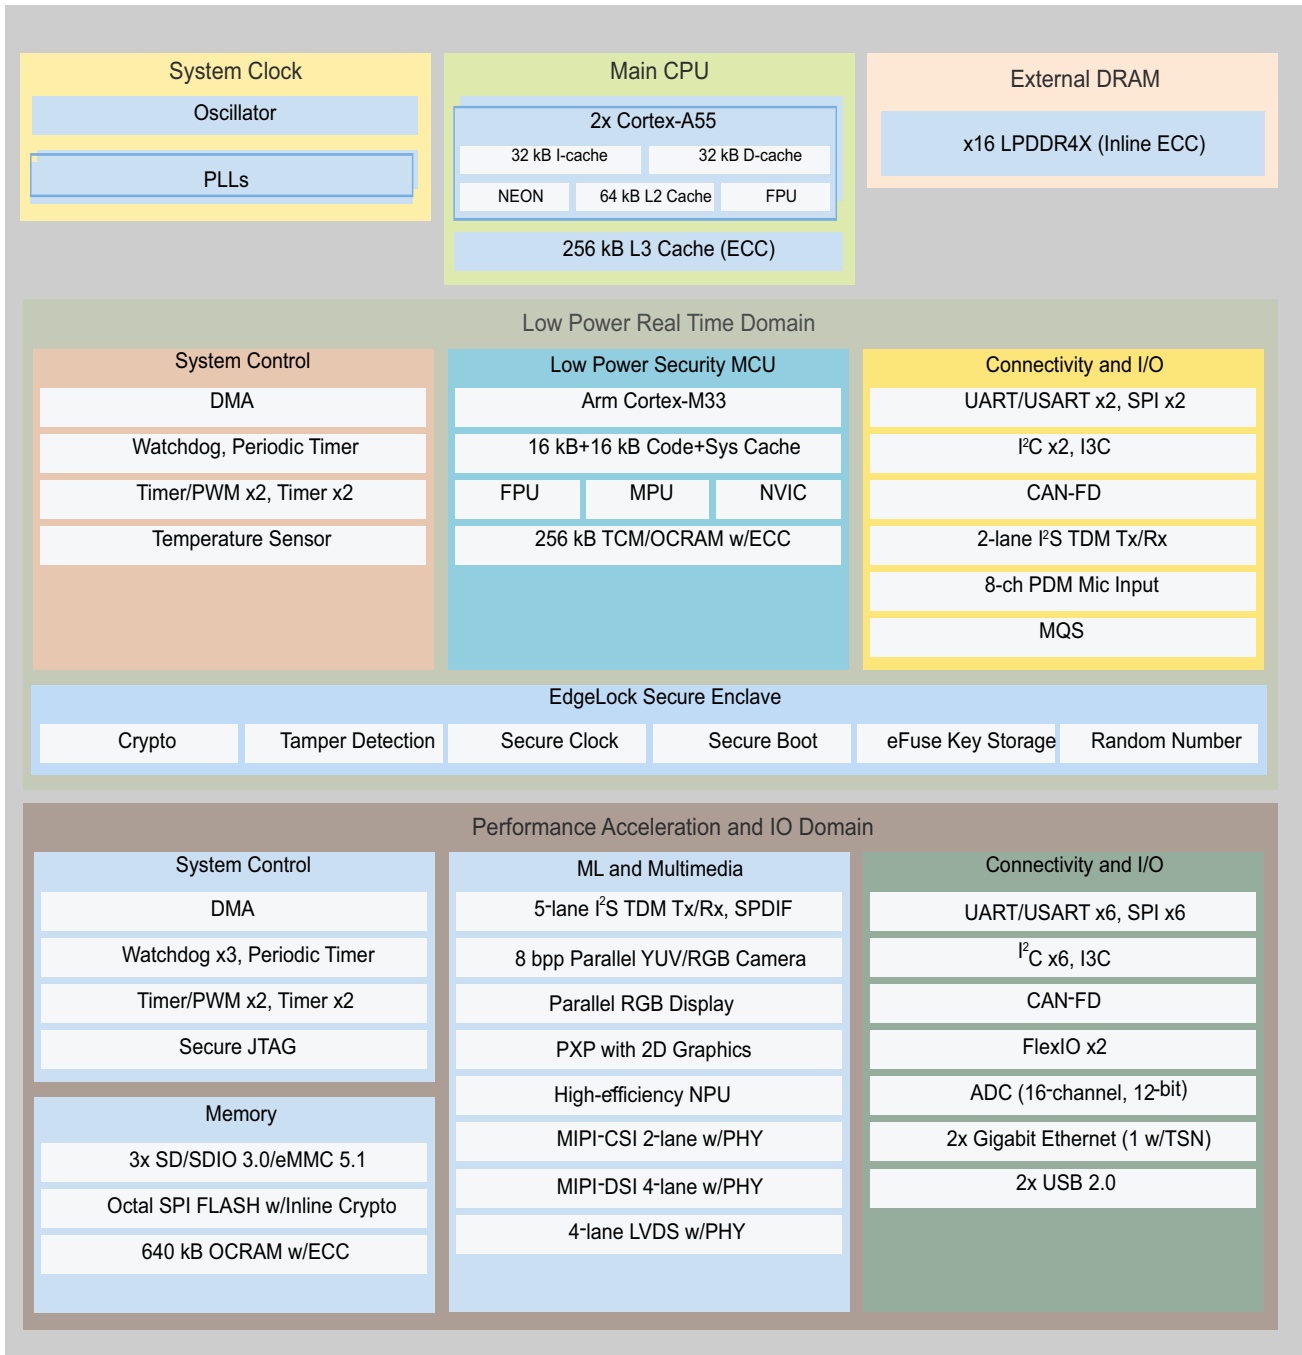 System Clock
Oscillator
PLLs
Main CPU
2x Cortex-A55
32 kB I-cache
32 kB D-cache
NEON
64 kB L2 Cache
FPU
256 kB L3 Cache (ECC)
External DRAM
x16 LPDDR4X (Inline ECC)
Low Power Real Time Domain
System Control
DMA
Watchdog, Periodic Timer
Timer/PWM x2, Timer x2
Temperature Sensor
Low Power Security MCU
Arm Cortex-M33
16 kB+16 kB Code+Sys Cache
FPU
MPU
NVIC
256 kB TCM/OCRAM w/ECC
Connectivity and I/O
UART/USART x2, SPI x2
I²C x2, I3C
CAN-FD
2-lane I²S TDM Tx/Rx
8-ch PDM Mic Input
MQS
EdgeLock Secure Enclave
Crypto
Tamper Detection
Secure Clock
Secure Boot
eFuse Key Storage
Random Number
Performance Acceleration and IO Domain
System Control
DMA
Watchdog x3, Periodic Timer
Timer/PWM x2, Timer x2
Secure JTAG
Memory
3x SD/SDIO 3.0/eMMC 5.1
Octal SPI FLASH w/Inline Crypto
640 kB OCRAM w/ECC
ML and Multimedia
5-lane I²S TDM Tx/Rx, SPDIF
8 bpp Parallel YUV/RGB Camera
Parallel RGB Display
PXP with 2D Graphics
High-efficiency NPU
MIPI-CSI 2-lane w/PHY
MIPI-DSI 4-lane w/PHY
4-lane LVDS w/PHY
Connectivity and I/O
UART/USART x6, SPI x6
I²C x6, I3C
CAN-FD
FlexIO x2
ADC (16-channel, 12-bit)
2x Gigabit Ethernet (1 w/TSN)
2x USB 2.0